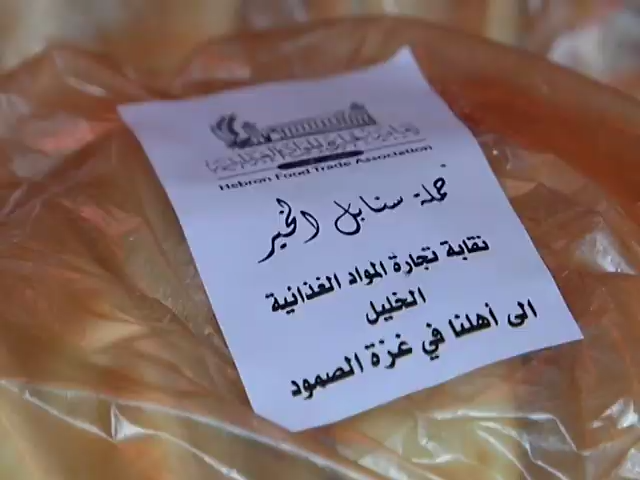 Hebron Food Trade Association
حملة سنابل الخير
نقابة تجارة المواد الغذائية
الخليل
الى أهلنا في غزة الصمود